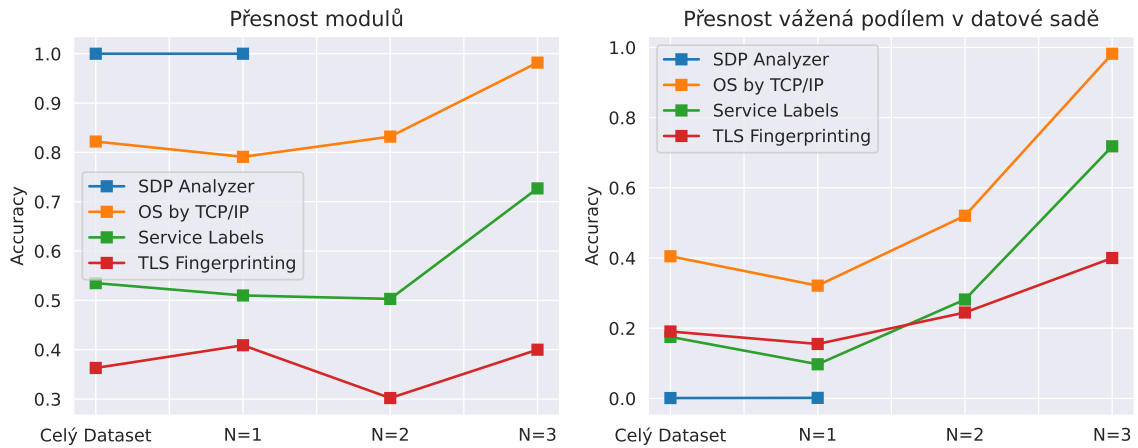 Přesnost modulů
Accuracy
1.0
0.9
0.8
0.7
0.6
0.5
0.4
0.3
SDP Analyzer
OS by TCP/IP
Service Labels
TLS Fingerprinting
Celý Dataset
N=1
N=2
N=3
Přesnost vážená podílem v datové sadě
Accuracy
1.0
0.8
0.6
0.4
0.2
0.0
SDP Analyzer
OS by TCP/IP
Service Labels
TLS Fingerprinting
Celý Dataset
N=1
N=2
N=3